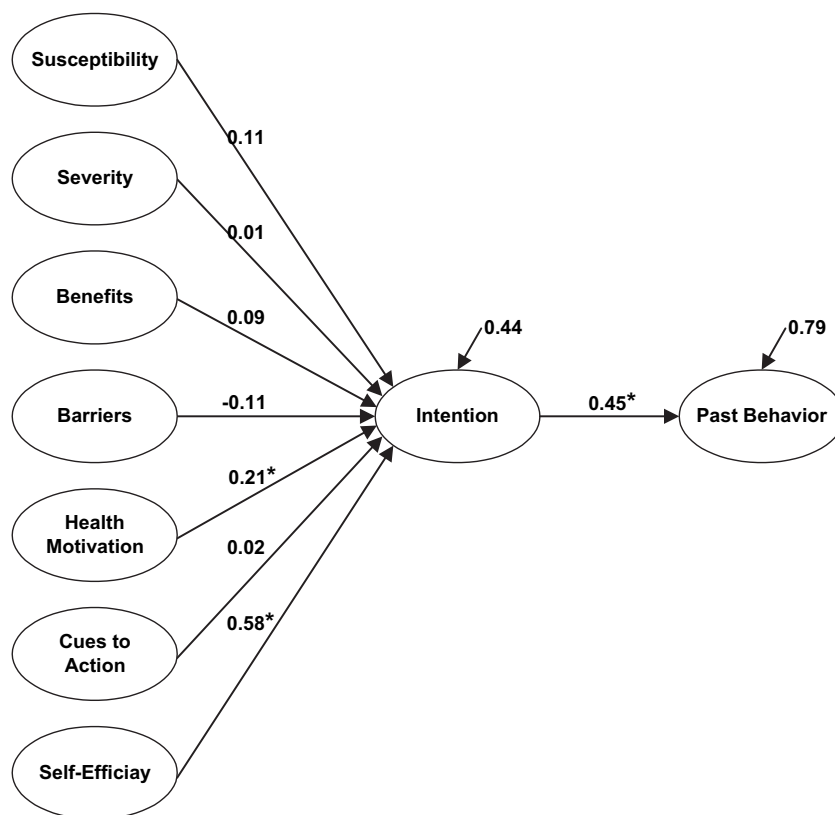 Susceptibility
0.11
Severity
0.01
Benefits
0.09
0.44
0.79
Barriers
-0.11
Intention
0.45*
Past Behavior
0.21*
Health
Motivation
0.02
0.58*
Cues to
Action
Self-Efficiay